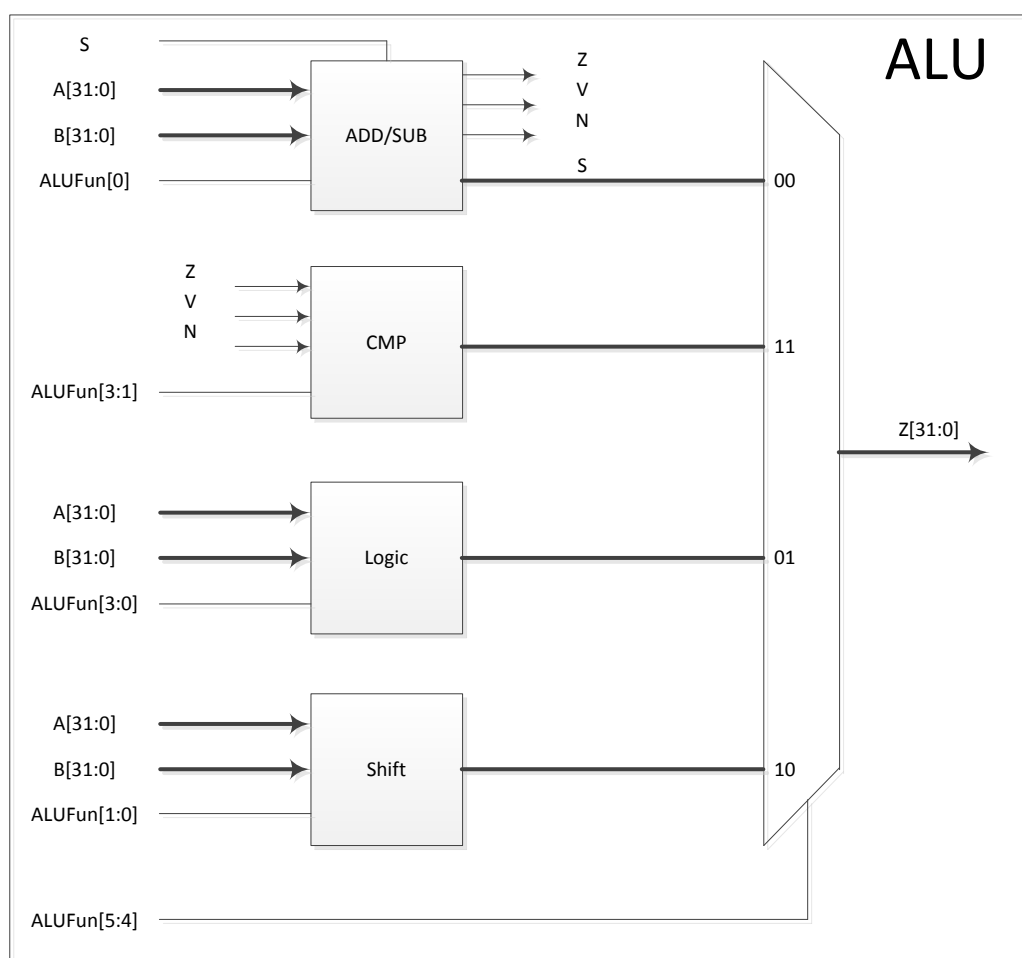 ALU
S
A[31:0]
B[31:0]
ALUFun[0]
ADD/SUB
Z
V
N
S
00
Z
V
N
ALUFun[3:1]
CMP
11
Z[31:0]
A[31:0]
B[31:0]
ALUFun[3:0]
Logic
01
A[31:0]
B[31:0]
ALUFun[1:0]
Shift
10
ALUFun[5:4]